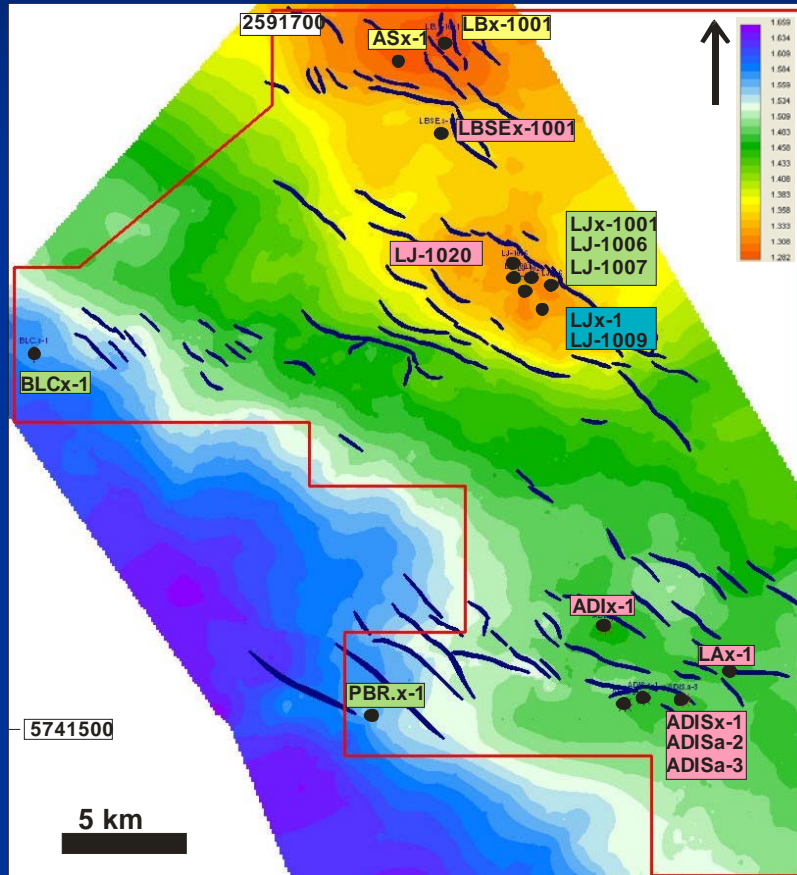 2591700
LBx-1001
ASx-1
LBSEx-1001
LJx-1001
LJ-1006
LJ-1007
LJ-1020
LJx-1
LJ-1009
BLC.x-1
BLCx-1
ADIx-1
LAx-1
PBR.x-1
ADISx-1
ADISa-2
ADISa-3
5741500
5 km
1.659
1.634
1.609
1.584
1.559
1.534
1.509
1.483
1.458
1.433
1.408
1.383
1.358
1.333
1.308
1.282